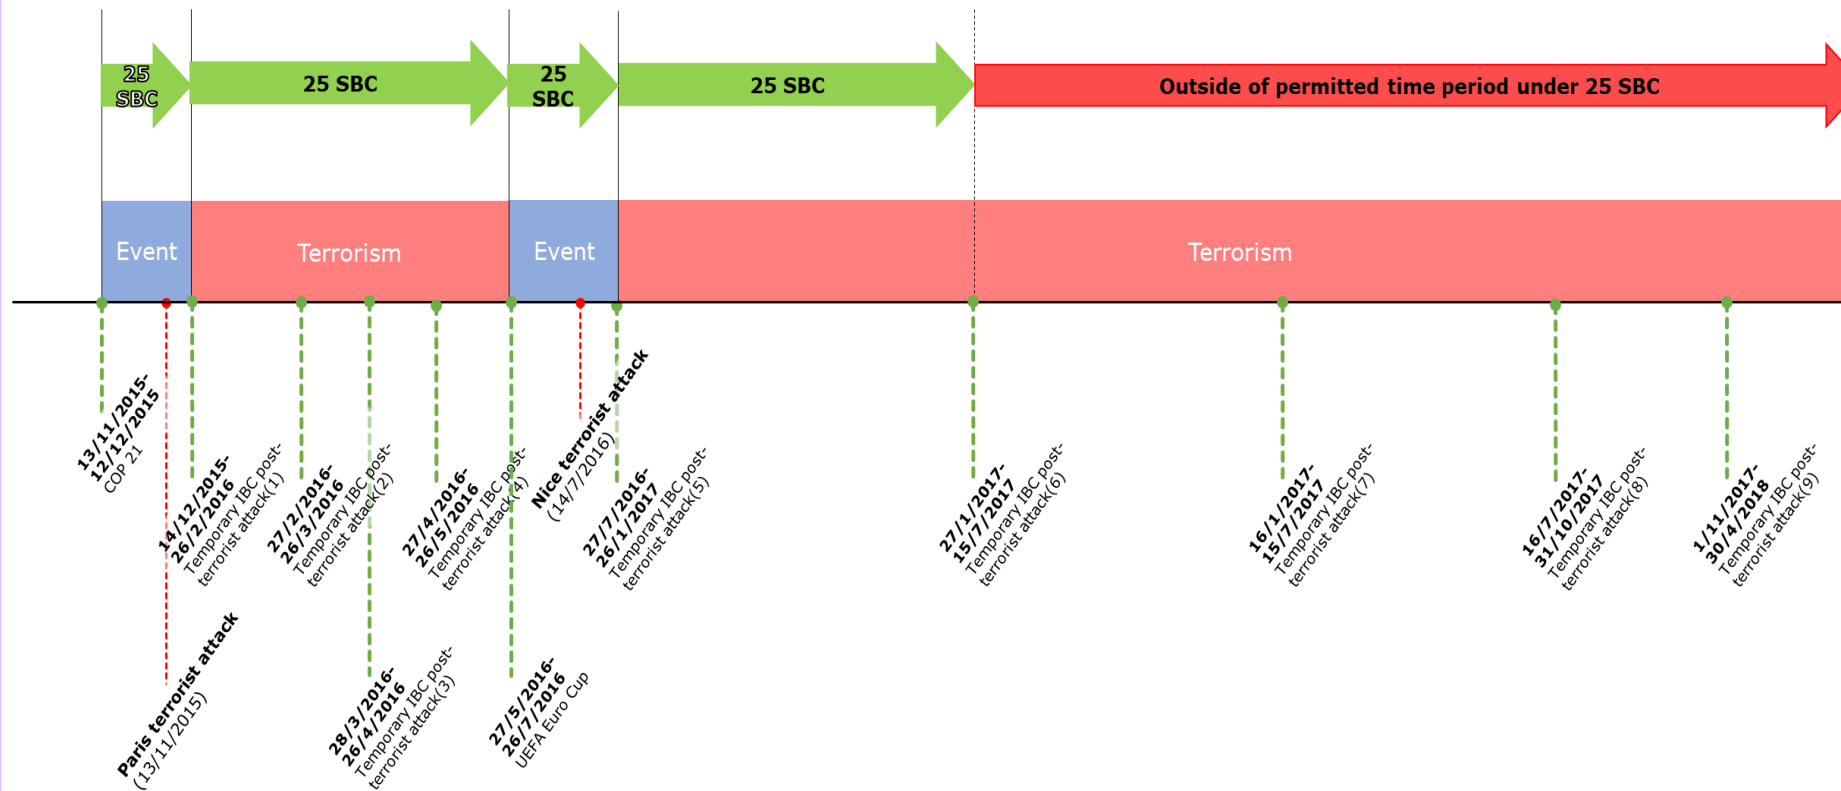 25
SBC
25 SBC
25
SBC
25 SBC
Outside of permitted time period under 25 SBC
Event
Terrorism
Event
Terrorism
13/11/2015-
12/12/2015
COP 21
Paris terrorist attack
(13/11/2015)
14/12/2015-
26/2/2016
Temporary IBC post-
terrorist attack(1)
27/2/2016-
26/3/2016
Temporary IBC post-
terrorist attack(2)
28/3/2016-
26/4/2016
Temporary IBC post-
terrorist attack(3)
27/4/2016-
26/5/2016
Temporary IBC post-
terrorist attack(4)
27/5/2016-
26/7/2016
UEFA Euro Cup
Nice terrorist attack
(14/7/2016)
27/7/2016-
26/1/2017
Temporary IBC post-
terrorist attack(5)
27/1/2017-
15/7/2017
Temporary IBC post-
terrorist attack(6)
16/1/2017-
15/7/2017
Temporary IBC post-
terrorist attack(7)
16/7/2017-
31/10/2017
Temporary IBC post-
terrorist attack(8)
1/11/2017-
30/4/2018
Temporary IBC post-
terrorist attack(9)